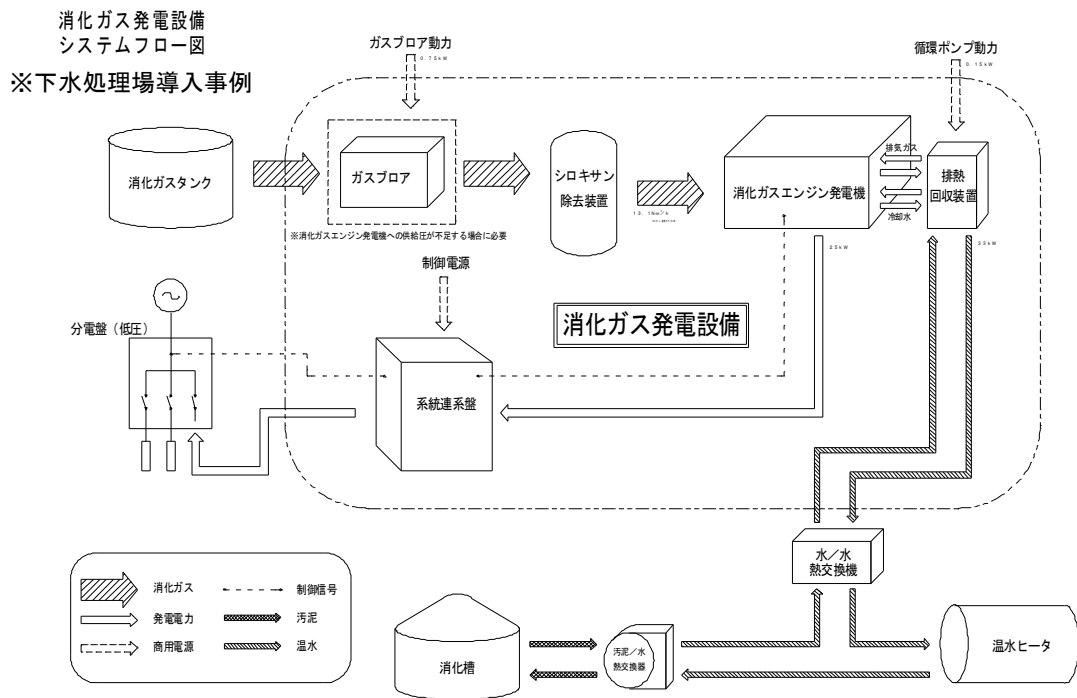 消化ガス発電設備
システムフロー図
※下水処理場導入事例
ガスブロア動力
0.75kW
循環ポンプ動力
0.15kW
消化ガスタンク
ガスブロア
シロキサン
除去装置
消化ガスエンジン発電機
排気ガス
冷却水
排熱
回収装置
※消化ガスエンジン発電機への供給圧が不足する場合に必要
13.1Nm³/h
25kW
33kW
制御電源
消化ガス発電設備
分電盤（低圧）
系統連系盤
水／水
熱交換機
消化ガス
制御信号
発電電力
汚泥
商用電源
温水
消化槽
汚泥／水
熱交換器
温水ヒータ